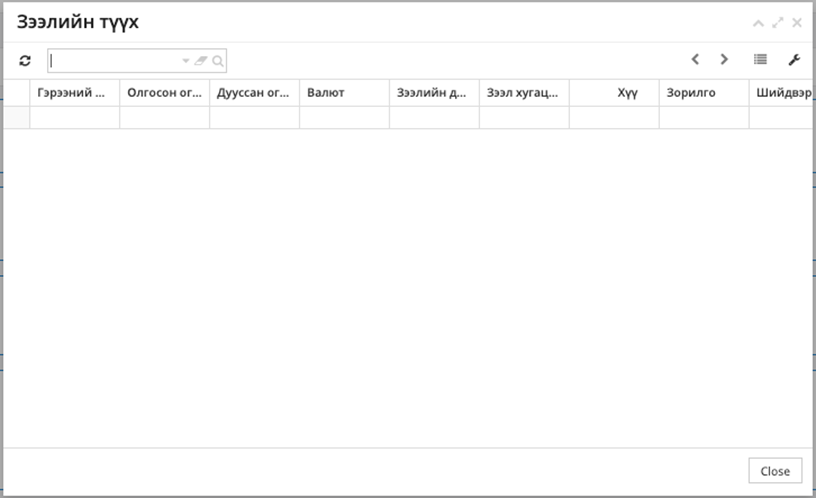 Зээлийн түүх
Гэрээний ... Олгосон ог... Дууссан ог... Валют Зээлийн д... Зээл хугац... Хүү Зорилго Шийдвэр
Close